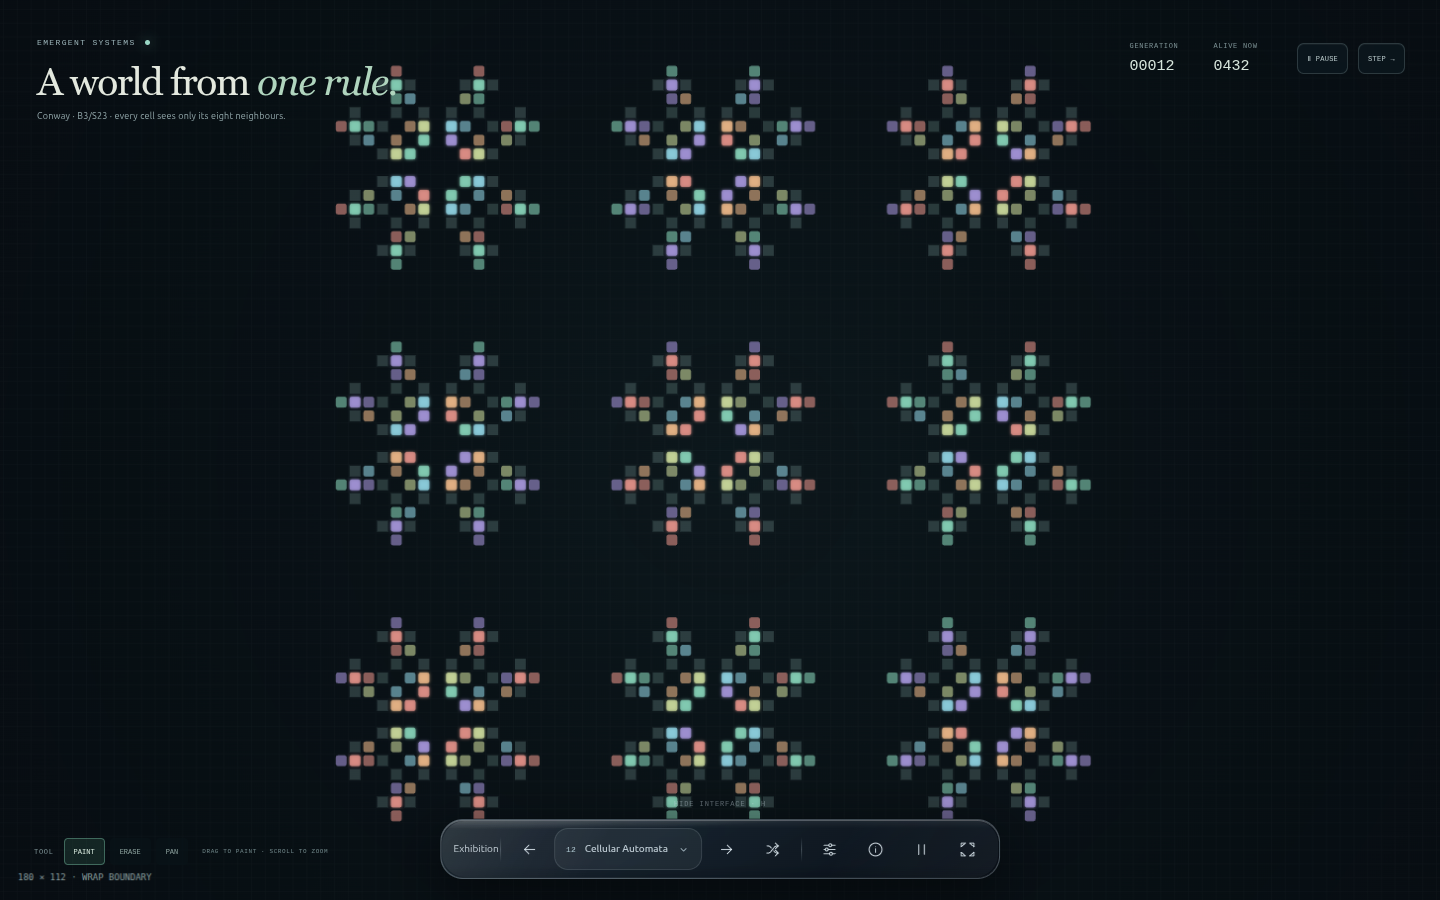 EMERGENT SYSTEMS
A world from one rule.
Conway · B3/S23 · every cell sees only its eight neighbours.
GENERATION
00012
ALIVE NOW
0432
PAUSE
STEP →
HIDE INTERFACE
TOOL PAINT ERASE PAN DRAG TO PAINT · SCROLL TO ZOOM
180 × 112 · WRAP BOUNDARY
Exhibition
12 Cellular Automata